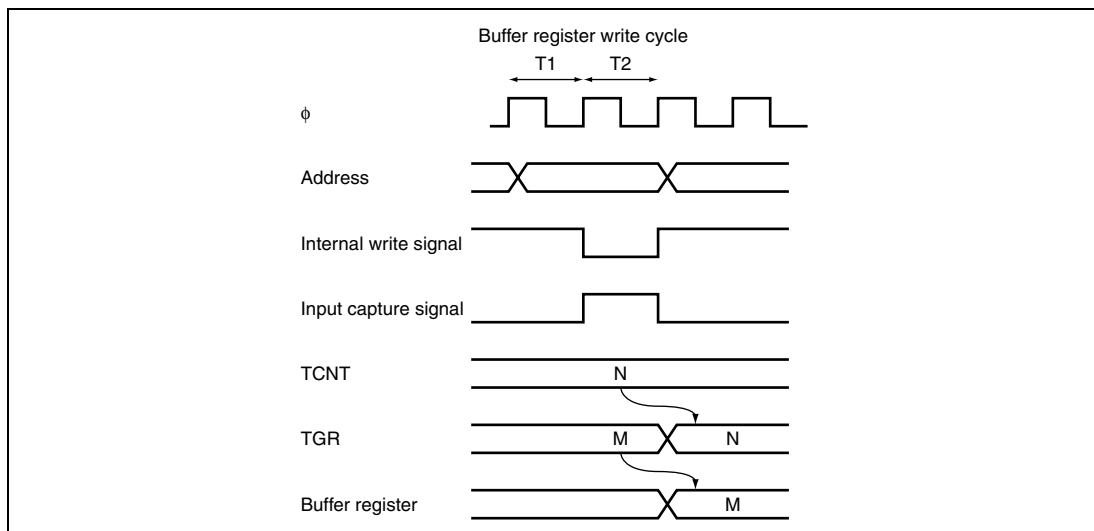 Buffer register write cycle
T1 T2
ϕ
Address
Internal write signal
Input capture signal
TCNT N
TGR M N
Buffer register M